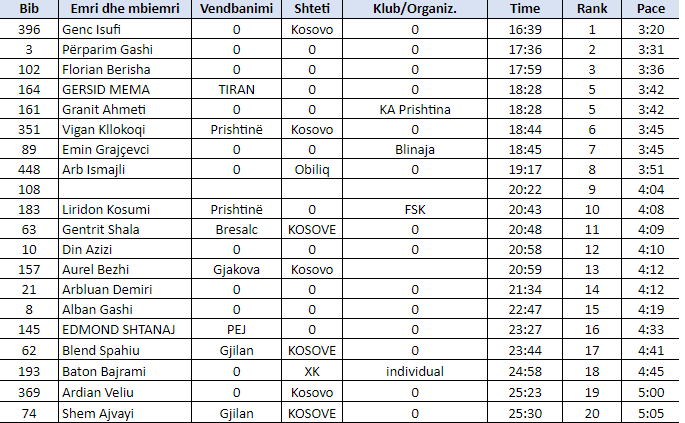 Bib Emri dhe mbiemri Vendbanimi Shteti Klub/Organiz. Time Rank Pace
396 Genc Isufi 0 Kosovo 0 16:39 1 3:20
3 Përparim Gashi 0 0 0 17:36 2 3:31
102 Florian Berisha 0 0 0 17:59 3 3:36
164 GERSID MEMA TIRAN 0 0 18:28 5 3:42
161 Granit Ahmeti 0 0 KA Prishtina 18:28 5 3:42
351 Vigan Kllokoqi Prishtinë Kosovo 0 18:44 6 3:45
89 Emin Grajçevci 0 0 Blinaja 18:45 7 3:45
448 Arb Ismajli 0 Obiliq 0 19:17 8 3:51
108 20:22 9 4:04
183 Liridon Kosumi Prishtinë 0 FSK 20:43 10 4:08
63 Gentrit Shala Bresalc KOSOVE 0 20:48 11 4:09
10 Din Azizi 0 0 0 20:58 12 4:10
157 Aurel Bezhi Gjakova Kosovo 20:59 13 4:12
21 Arbluan Demiri 0 0 0 21:34 14 4:12
8 Alban Gashi 0 0 0 22:47 15 4:19
145 EDMOND SHTANAJ PEJ 0 0 23:27 16 4:33
62 Blend Spahiu Gjilan KOSOVE 0 23:44 17 4:41
193 Baton Bajrami 0 XK individual 24:58 18 4:45
369 Ardian Veliu 0 Kosovo 0 25:23 19 5:00
74 Shem Ajvayi Gjilan KOSOVE 0 25:30 20 5:05